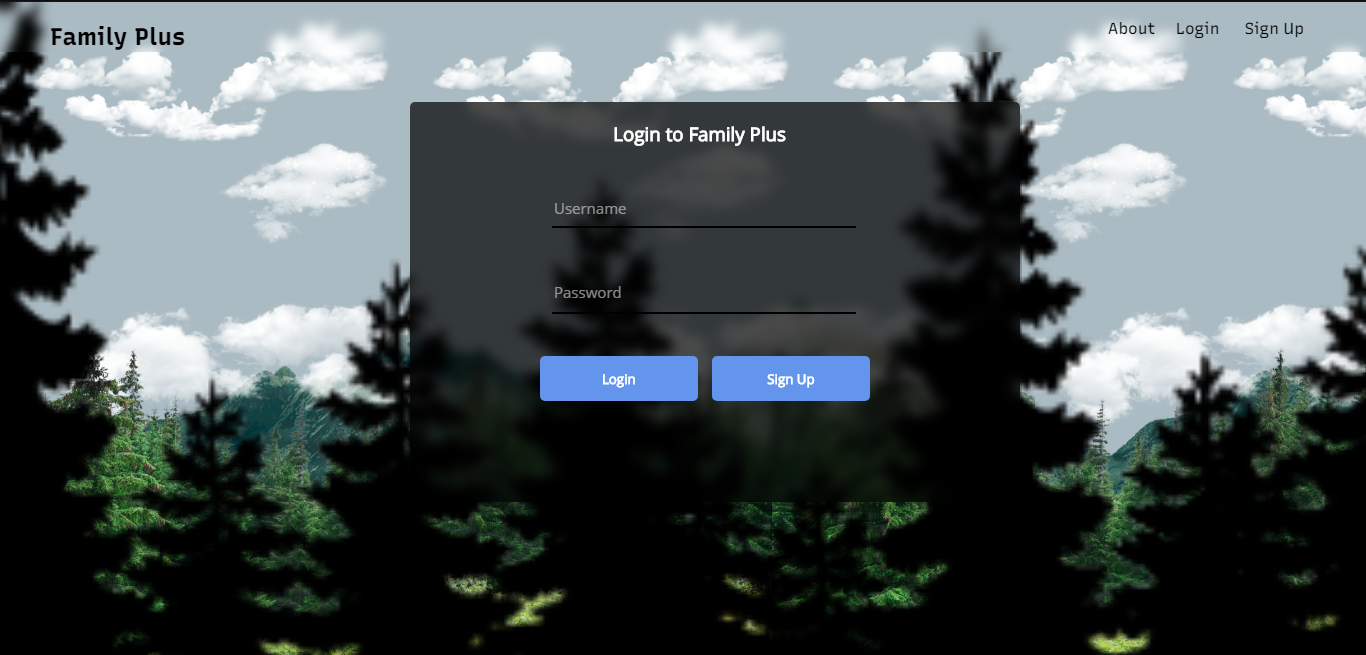 Family Plus
About Login Sign Up
Login to Family Plus
Username
Password
Login Sign Up